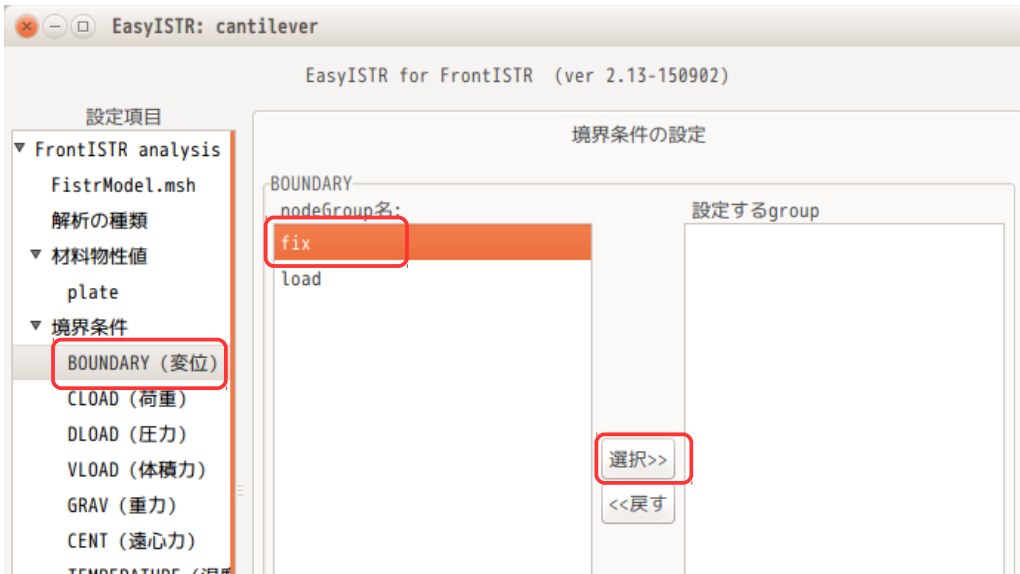 EasyISTR: cantilever
EasyISTR for FrontISTR (ver 2.13-150902)
設定項目
FrontISTR analysis
FistrModel.msh
解析の種類
材料物性値
plate
境界条件
BOUNDARY (変位)
CLOAD (荷重)
DLOAD (圧力)
VLOAD (体積力)
GRAV (重力)
CENT (遠心力)
境界条件の設定
BOUNDARY
nodeGroup名:
fix
load
選択>>
<<戻す
設定するgroup